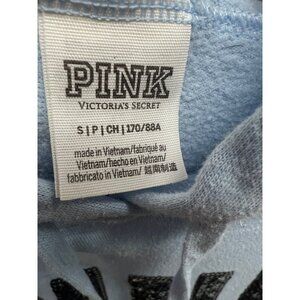 PINK
VICTORIA'S SECRET
S|P|CH|170/88A
made in Vietnam/fabriqué au
Vietnam/hecho en Vietnam/
fabbricato in Vietnam/ 越南制造